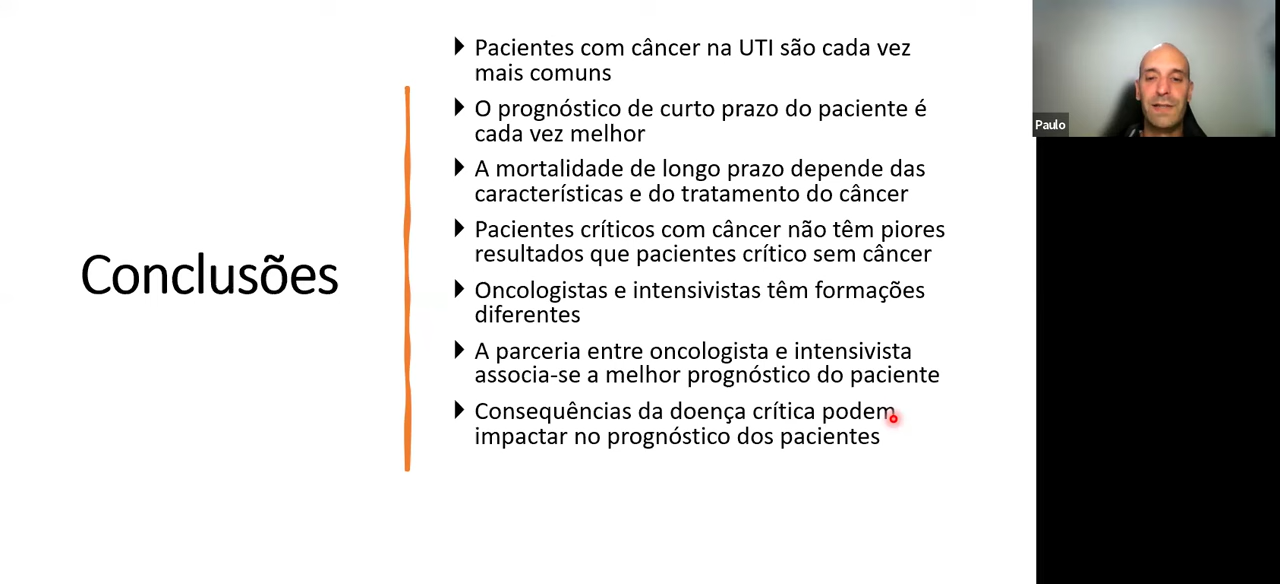 Conclusões
Pacientes com câncer na UTI são cada vez
mais comuns
O prognóstico de curto prazo do paciente é
cada vez melhor
A mortalidade de longo prazo depende das
características e do tratamento do câncer
Pacientes críticos com câncer não têm piores
resultados que pacientes crítico sem câncer
Oncologistas e intensivistas têm formações
diferentes
A parceria entre oncologista e intensivista
associa-se a melhor prognóstico do paciente
Consequências da doença crítica podem
impactar no prognóstico dos pacientes
Paulo